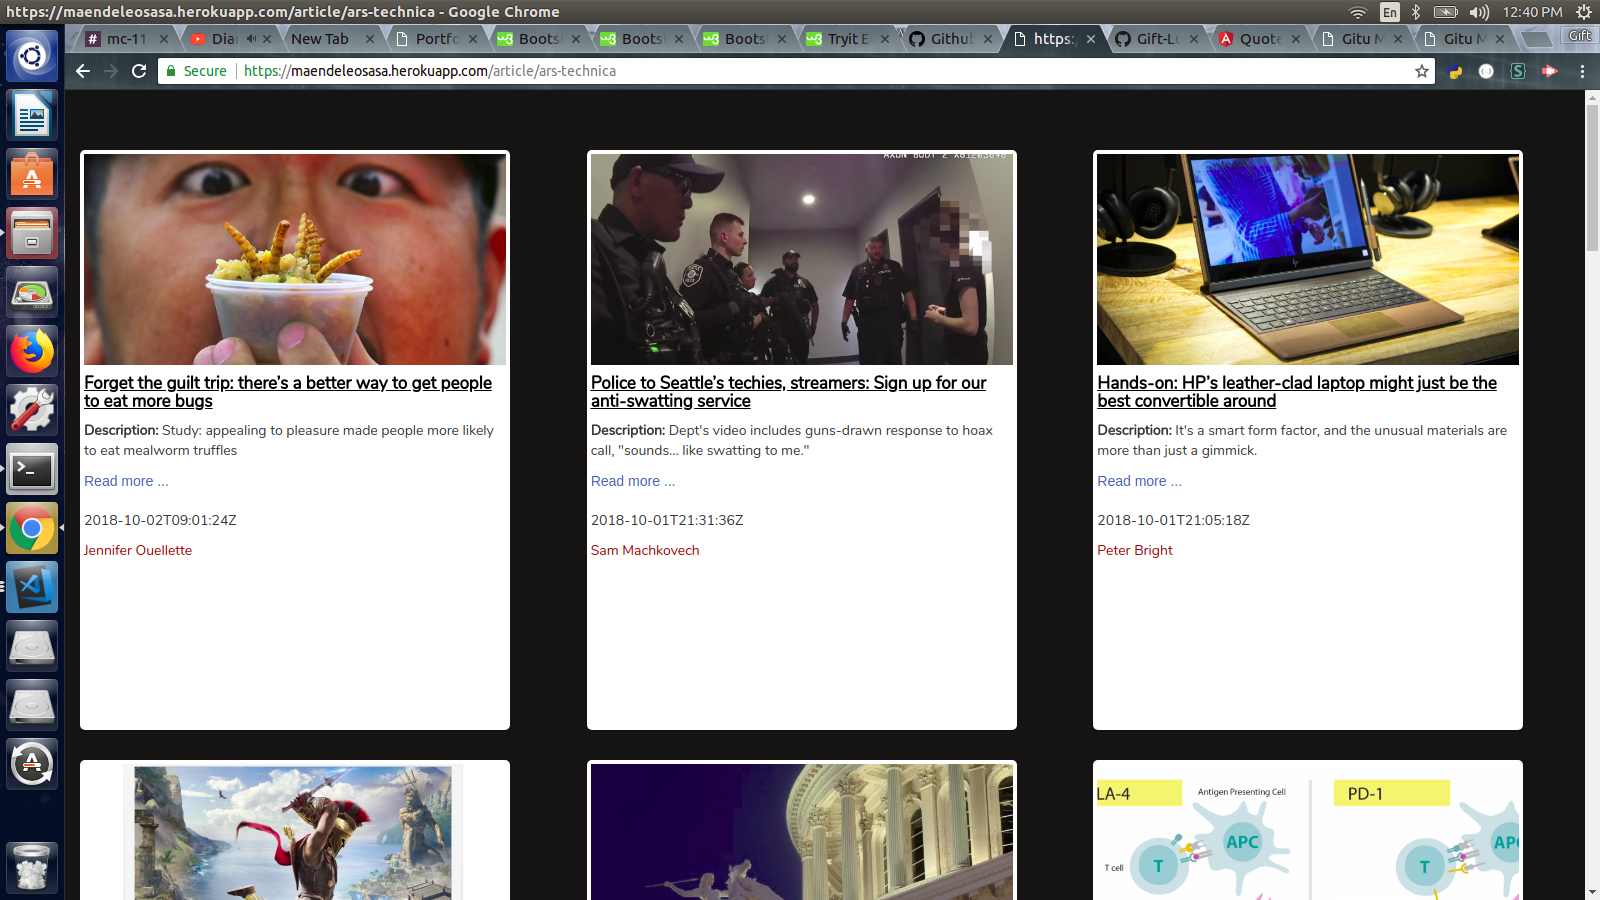 https://maendeleosasa.herokuapp.com/article/ars-technica - Google Chrome
En
12:40 PM
mc-11
Diar
New Tab
Portfo
Boots
Boots
Boots
Tryit E
Github
https:
Gift-L
Quote
Gitu M
Gitu M
Gift
Secure
https://maendeleosasa.herokuapp.com/article/ars-technica
AXON BODY 2 X81203646
Forget the guilt trip: there’s a better way to get people
to eat more bugs
Description: Study: appealing to pleasure made people more likely
to eat mealworm truffles
Read more ...
2018-10-02T09:01:24Z
Jennifer Ouellette
Police to Seattle’s techies, streamers: Sign up for our
anti-swatting service
Description: Dept's video includes guns-drawn response to hoax
call, "sounds... like swatting to me."
Read more ...
2018-10-01T21:31:36Z
Sam Machkovech
Hands-on: HP’s leather-clad laptop might just be the
best convertible around
Description: It's a smart form factor, and the unusual materials are
more than just a gimmick.
Read more ...
2018-10-01T21:05:18Z
Peter Bright
LA-4
Antigen Presenting Cell
PD-1
APC
T cell
T
T
AP